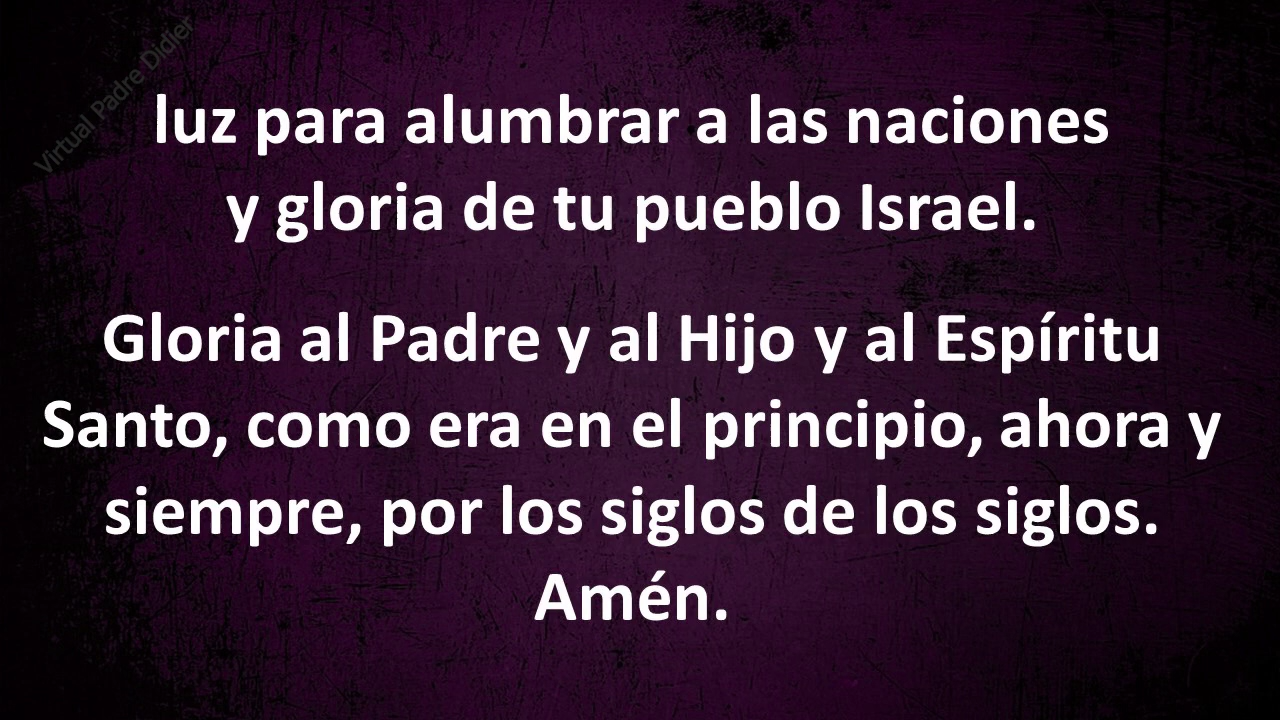 Virtual Padre Didier
luz para alumbrar a las naciones
y gloria de tu pueblo Israel.
Gloria al Padre y al Hijo y al Espíritu
Santo, como era en el principio, ahora y
siempre, por los siglos de los siglos.
Amén.